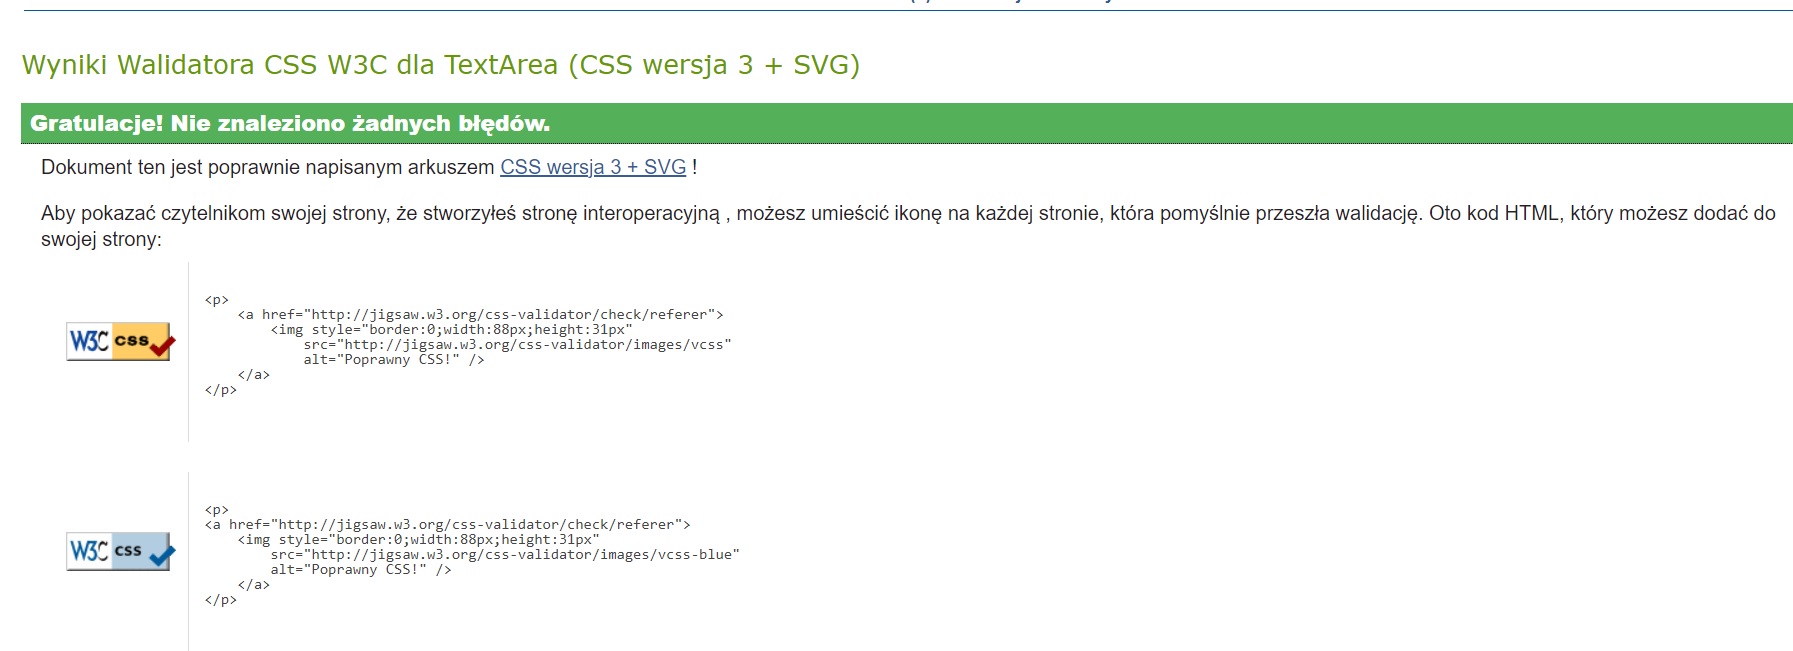 Wyniki Walidatora CSS W3C dla TextArea (CSS wersja 3 + SVG)
Gratulacje! Nie znaleziono żadnych błędów.
Dokument ten jest poprawnie napisanym arkuszem CSS wersja 3 + SVG !
Aby pokazać czytelnikom swojej strony, że stworzyłeś stronę interoperacyjną , możesz umieścić ikonę na każdej stronie, która pomyślnie przeszła walidację. Oto kod HTML, który możesz dodać do
swojej strony:
W3C css
<p>
<a href="http://jigsaw.w3.org/css-validator/check/referer">
<img style="border:0;width:88px;height:31px"
src="http://jigsaw.w3.org/css-validator/images/vcss"
alt="Poprawny CSS!" />
</a>
</p>
W3C css
<p>
<a href="http://jigsaw.w3.org/css-validator/check/referer">
<img style="border:0;width:88px;height:31px"
src="http://jigsaw.w3.org/css-validator/images/vcss-blue"
alt="Poprawny CSS!" />
</a>
</p>